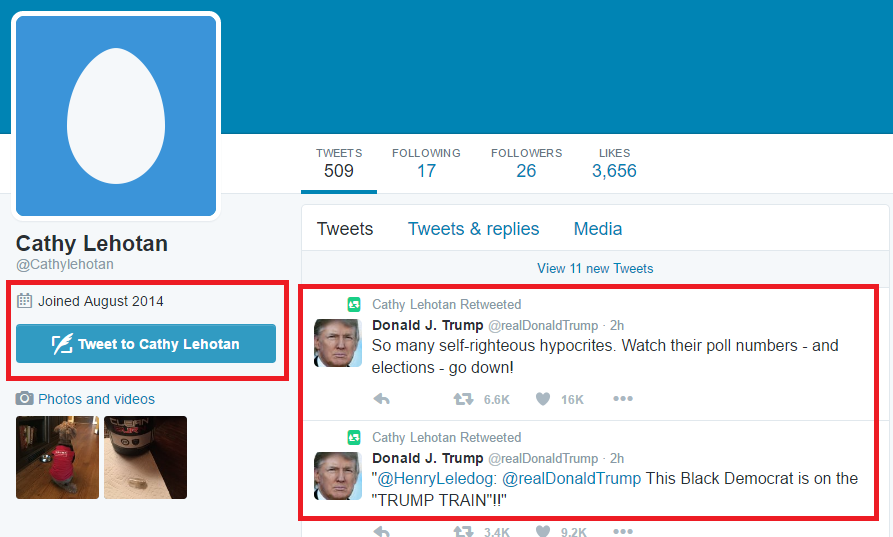 TWEETS FOLLOWING FOLLOWERS LIKES
509 17 26 3,656
Cathy Lehotan
@Cathylehotan
Joined August 2014
Tweet to Cathy Lehotan
Photos and videos
CLEAN
Tweets Tweets & replies Media
View 11 new Tweets
Cathy Lehotan Retweeted
Donald J. Trump @realDonaldTrump · 2h
So many self-righteous hypocrites. Watch their poll numbers - and
elections - go down!
6.6K 16K
Cathy Lehotan Retweeted
Donald J. Trump @realDonaldTrump · 2h
"@HenryLeledog: @realDonaldTrump This Black Democrat is on the
"TRUMP TRAIN"!!"
3.4K 9.2K